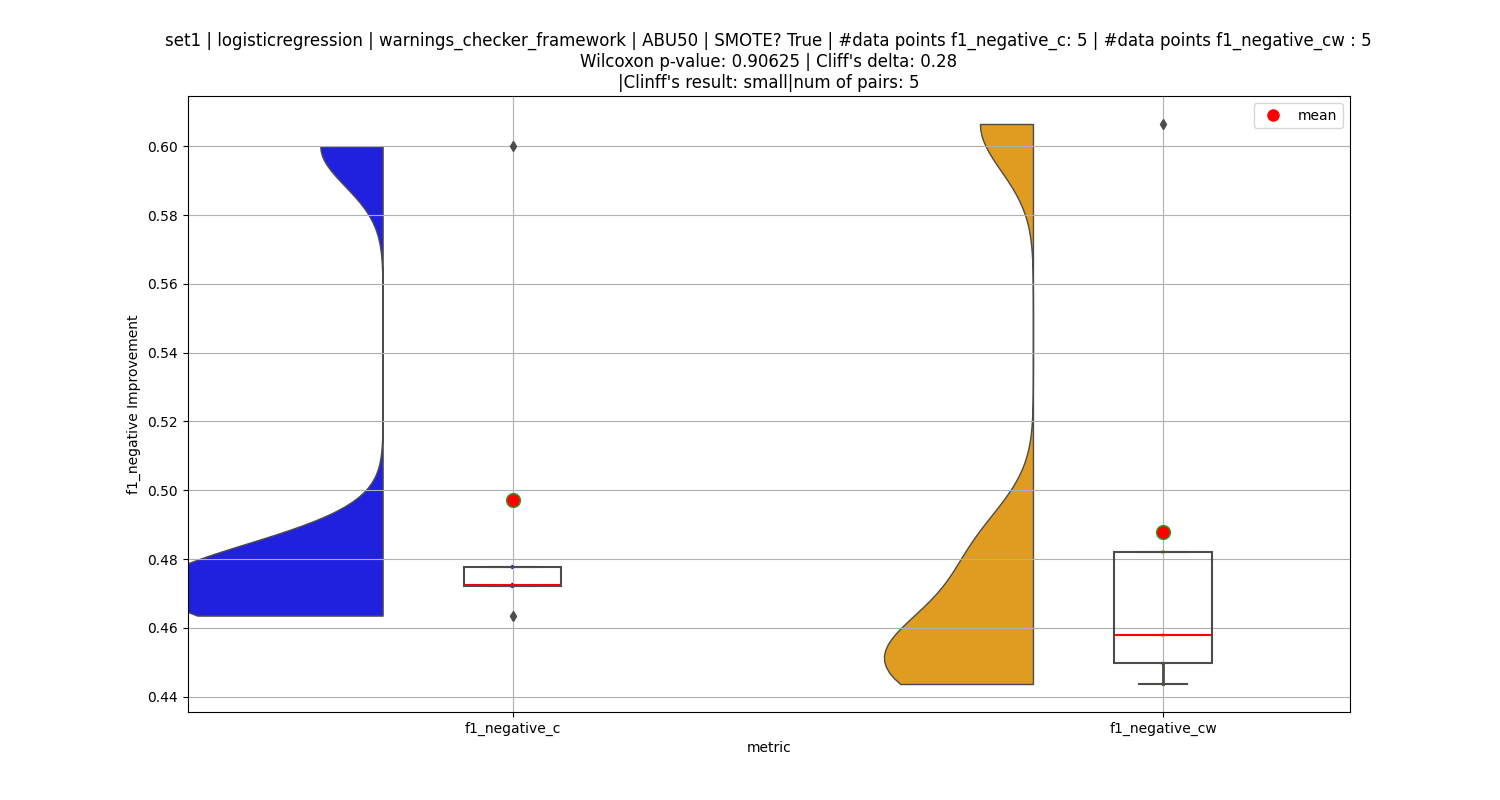 set1 | logisticregression | warnings_checker_framework | ABU50 | SMOTE? True | #data points f1_negative_c: 5 | #data points f1_negative_cw : 5
Wilcoxon p-value: 0.90625 | Cliff's delta: 0.28
|Clinff's result: small|num of pairs: 5
mean
0.60
0.58
0.56
0.54
0.52
0.50
0.48
0.46
0.44
f1_negative Improvement
f1_negative_c
f1_negative_cw
metric